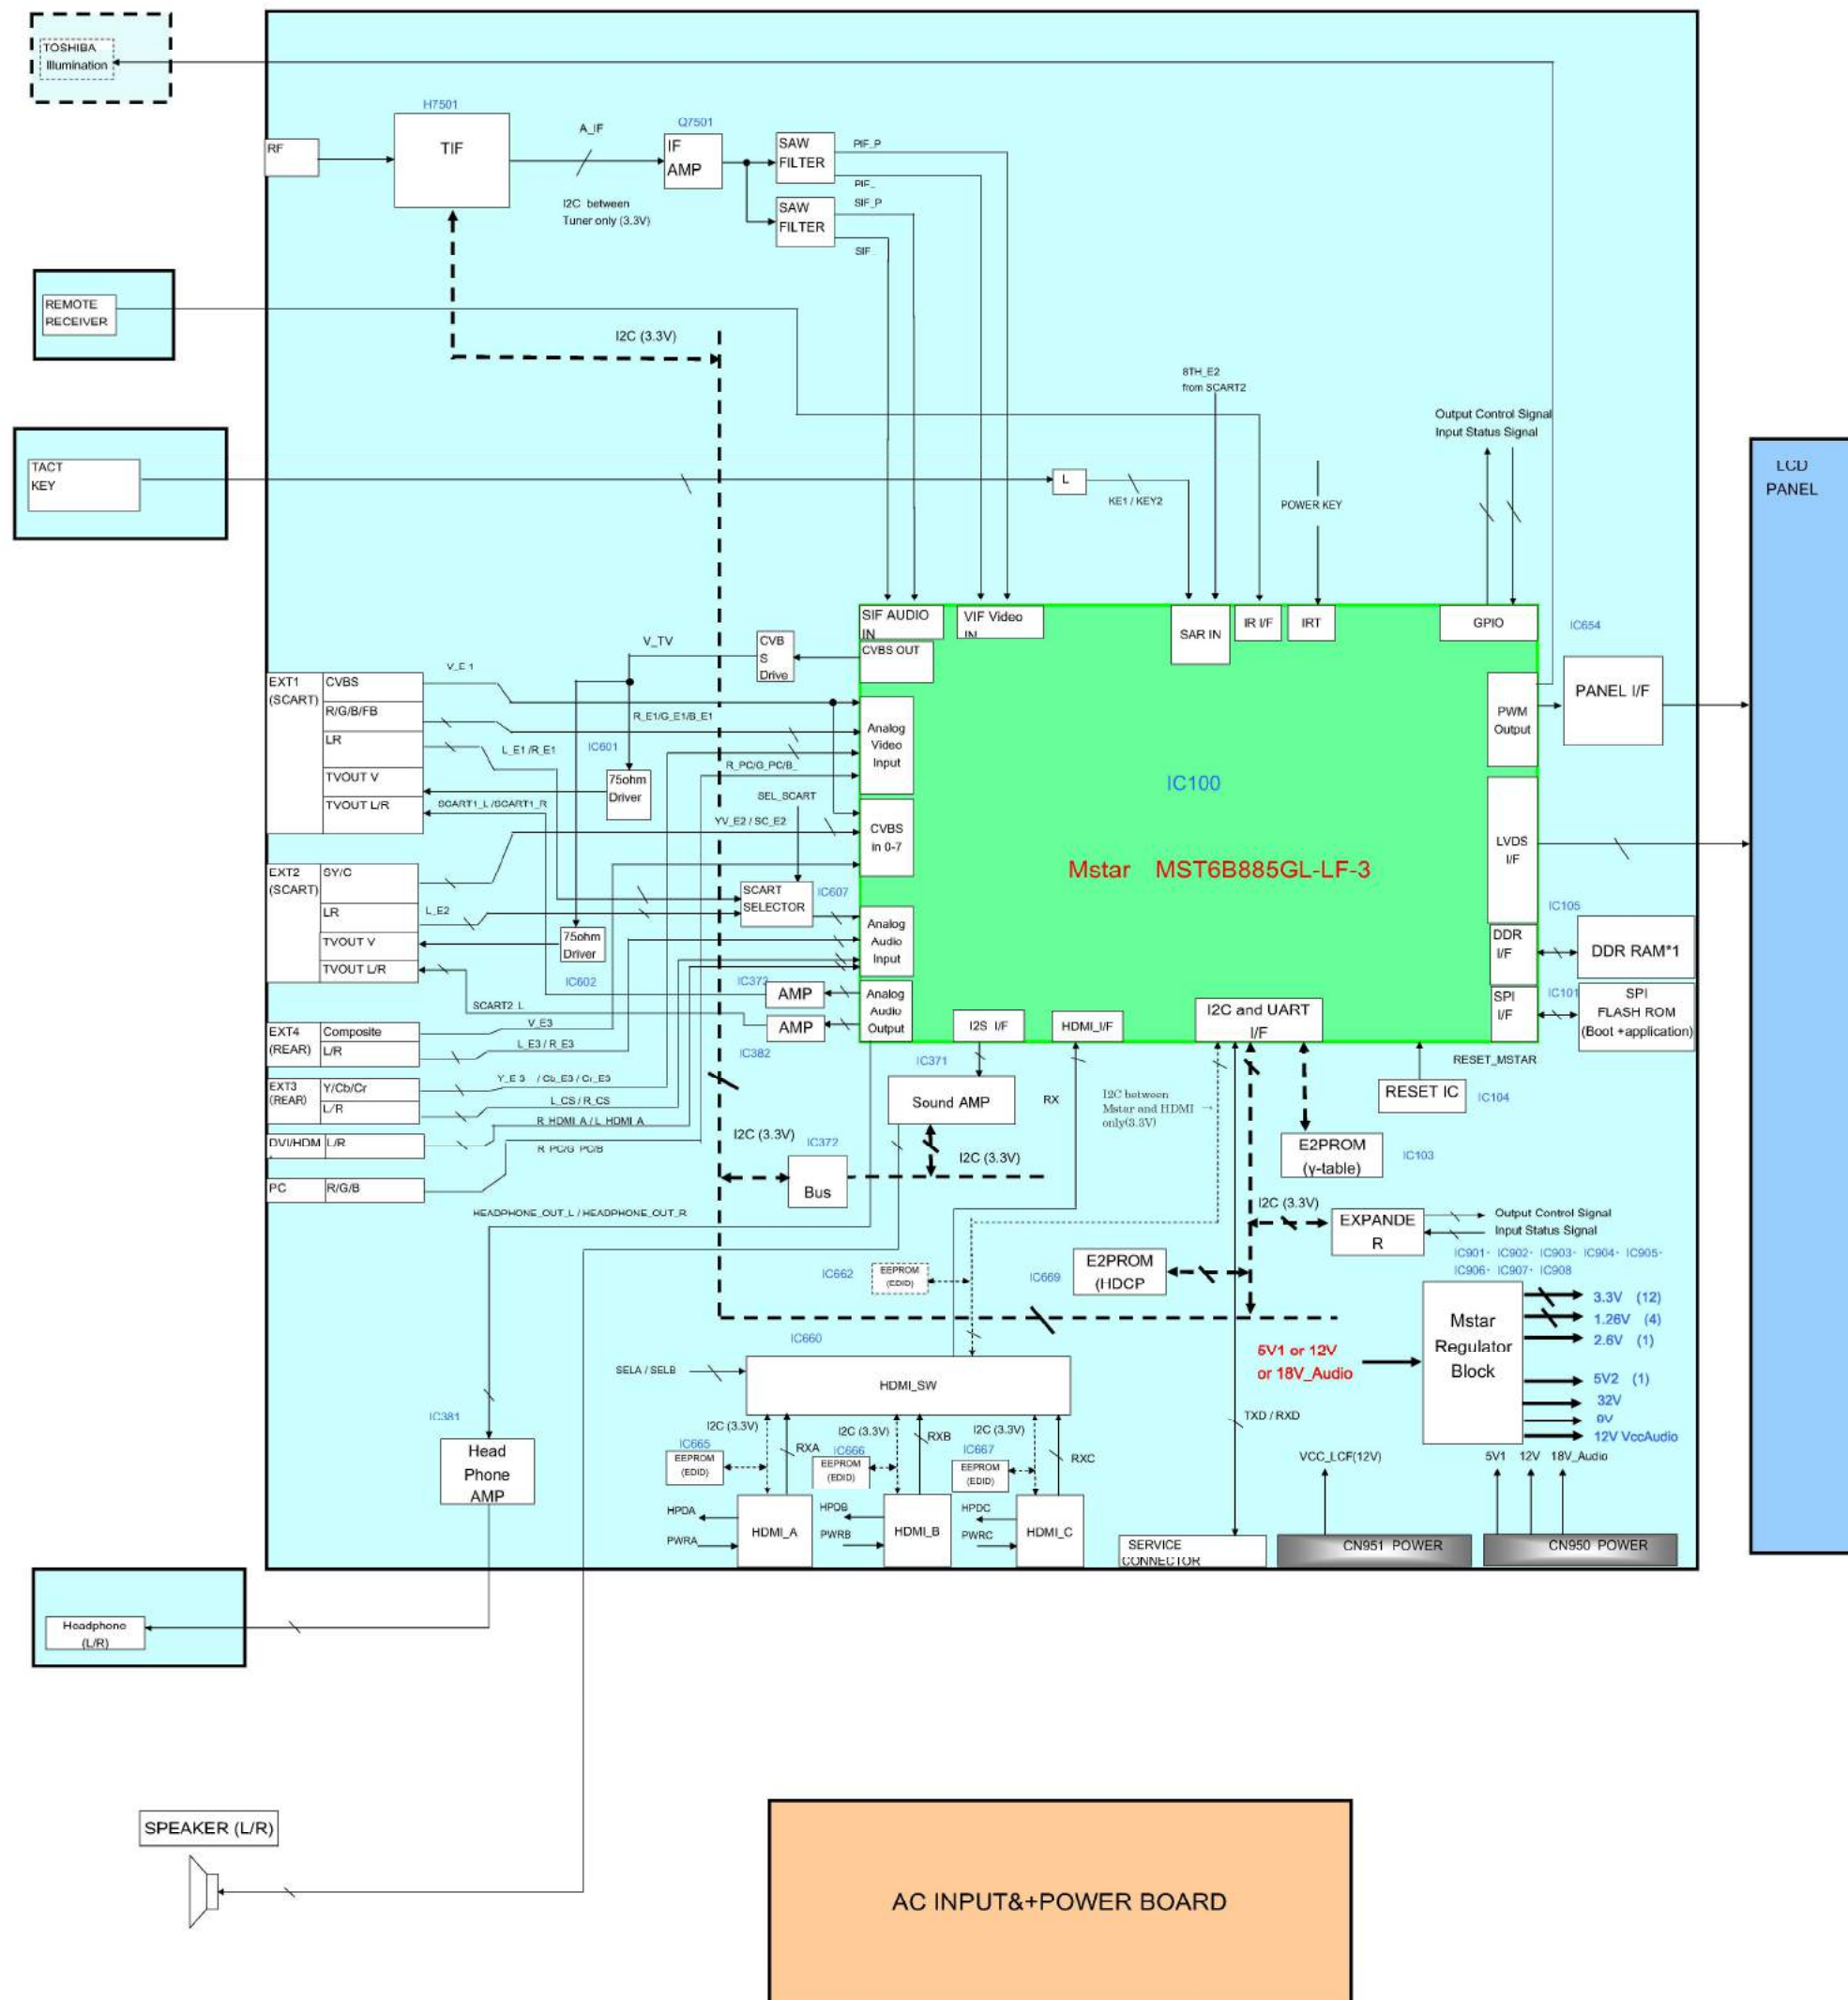 TOSHIBA
Illumination
H7501
TIF
RF
A_IF
Q7501
IF
AMP
SAW
FILTER
PIF_P
PIF_
SAW
FILTER
SIF_P
SIF_
I2C between
Tuner only (3.3V)
REMOTE
RECEIVER
I2C (3.3V)
8TH_E2
from SCART2
Output Control Signal
Input Status Signal
TACT
KEY
L
KE1 / KEY2
POWER KEY
LCD
PANEL
SIF AUDIO
IN
VIF Video
IN
SAR IN
IR I/F
IRT
GPIO
IC654
V_TV
CVB
S
Drive
CVBS OUT
PANEL I/F
PWM
Output
V_E 1
EXT1
(SCART)
CVBS
R/G/B/FB
LR
TVOUT V
TVOUT L/R
R_E1/G_E1/B_E1
L_E1 /R_E1
IC601
75ohm
Driver
R_PC/G_PC/B_
SEL_SCART
SCART1_L /SCART1_R
YV_E2 / SC_E2
Analog
Video
Input
CVBS
in 0-7
IC100
Mstar MST6B885GL-LF-3
LVDS
I/F
EXT2
(SCART)
SY/C
LR
TVOUT V
TVOUT L/R
L_E2
SCART
SELECTOR
IC607
75ohm
Driver
IC602
Analog
Audio
Input
IC105
DDR
I/F
DDR RAM*1
IC372
AMP
AMP
IC382
Analog
Audio
Output
SCART2_L
I2S I/F
HDMI_I/F
I2C and UART
I/F
SPI
I/F
IC101
SPI
FLASH ROM
(Boot +application)
EXT4
(REAR)
Composite
L/R
V_E3
L_E3 / R_E3
EXT3
(REAR)
Y/Cb/Cr
L/R
Y_E 3 / Cb_E3 / Cr_E3
L_CS / R_CS
R_HDMI_A / L_HDMI_A
DVI/HDM
L/R
R_PC/G_PC/B
PC
R/G/B
IC371
Sound AMP
RX
I2C between
Mstar and HDMI
only(3.3V)
RESET_MSTAR
RESET IC
IC104
E2PROM
(γ-table)
IC103
I2C (3.3V)
IC372
Bus
I2C (3.3V)
HEADPHONE_OUT_L / HEADPHONE_OUT_R
I2C (3.3V)
EXPANDE
R
Output Control Signal
Input Status Signal
IC901- IC902- IC903- IC904- IC905-
IC906- IC907- IC908
IC662
EEPROM
(EDID)
IC669
E2PROM
(HDCP
Mstar
Regulator
Block
3.3V (12)
1.26V (4)
2.6V (1)
5V2 (1)
32V
9V
12V VccAudio
5V1 or 12V
or 18V_Audio
IC660
SELA / SELB
HDMI_SW
IC381
Head
Phone
AMP
I2C (3.3V)
IC665
EEPROM
(EDID)
RXA
I2C (3.3V)
IC666
EEPROM
(EDID)
RXB
I2C (3.3V)
IC667
EEPROM
(EDID)
RXC
TXD / RXD
VCC_LCF(12V)
5V1 12V 18V_Audio
HPDA
PWRA
HDMI_A
HPDB
PWRB
HDMI_B
HPDC
PWRC
HDMI_C
SERVICE
CONNECTOR
CN951 POWER
CN950 POWER
Headphone
(L/R)
SPEAKER (L/R)
AC INPUT&+POWER BOARD